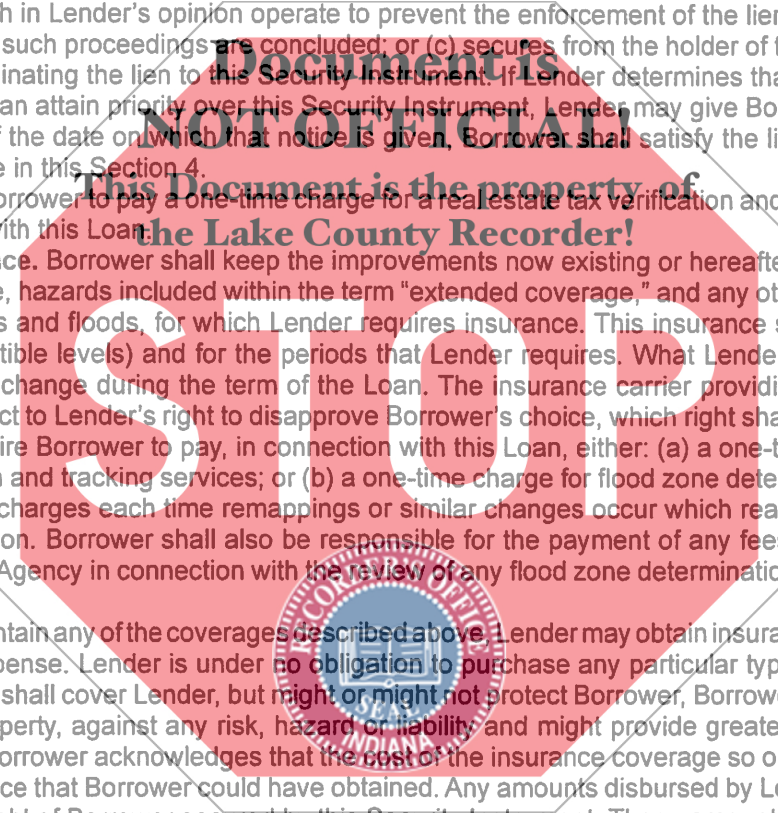 h in Lender's opinion operate to prevent the enforcement of the lien
such proceedings are concluded; or (c) secures from the holder of
Document is
inating the lien to this Security Instrument. If Lender determines tha
an attain priority over this Security Instrument, Lender may give Bo
NOT OFFICIAL!
f the date on which that notice is given, Borrower shall satisfy the li
e in this Section 4.
This Document is the property of
orrower to pay a one-time charge for a real estate tax verification and
ith this Loan.
the Lake County Recorder!
ce. Borrower shall keep the improvements now existing or hereafte
e, hazards included within the term “extended coverage,” and any ot
s and floods, for which Lender requires insurance. This insurance s
tible levels) and for the periods that Lender requires. What Lende
change during the term of the Loan. The insurance carrier providi
STOP
ct to Lender's right to disapprove Borrower's choice, which right sha
ire Borrower to pay, in connection with this Loan, either: (a) a one-t
n and tracking services; or (b) a one-time charge for flood zone dete
charges each time remappings or similar changes occur which rea
on. Borrower shall also be responsible for the payment of any fees
Agency in connection with the review of any flood zone determinatio
RECORDER'S OFFICE
SEAL
INDIANA
ntain any of the coverages described above, Lender may obtain insura
pense. Lender is under no obligation to purchase any particular typ
shall cover Lender, but might or might not protect Borrower, Borrow
perty, against any risk, hazard or liability and might provide greate
orrower acknowledges that the cost of the insurance coverage so o
ce that Borrower could have obtained. Any amounts disbursed by Le